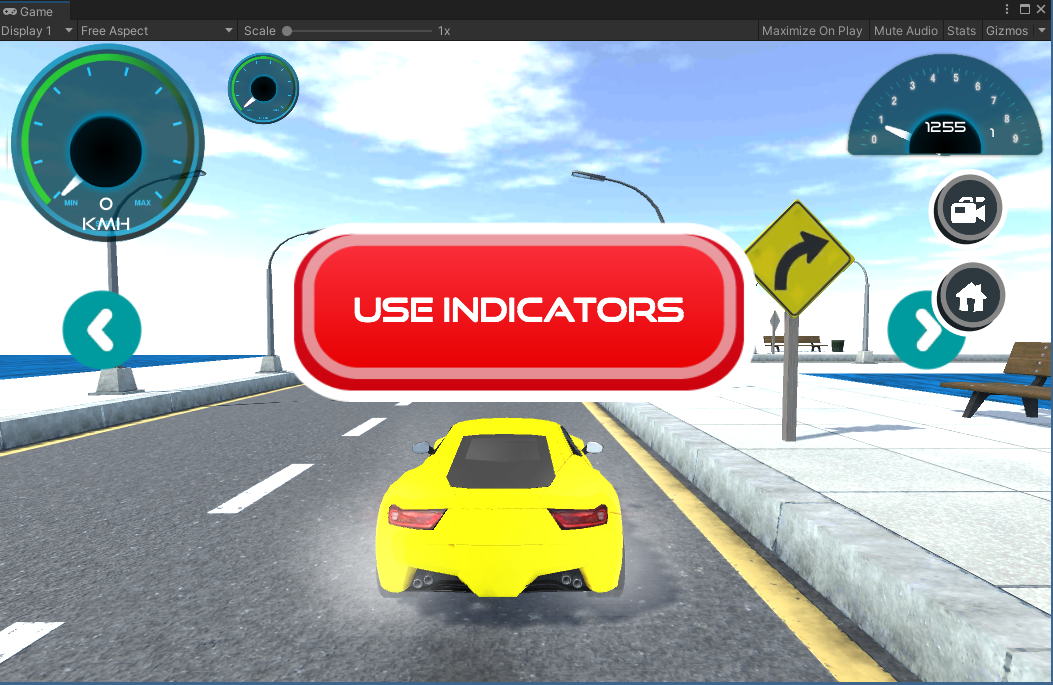 Game
Display 1
Free Aspect
Scale
1x
Maximize On Play
Mute Audio
Stats
Gizmos
MIN
0
MAX
KMH
0
1
2
3
4
5
6
7
8
9
1255
1
USE INDICATORS